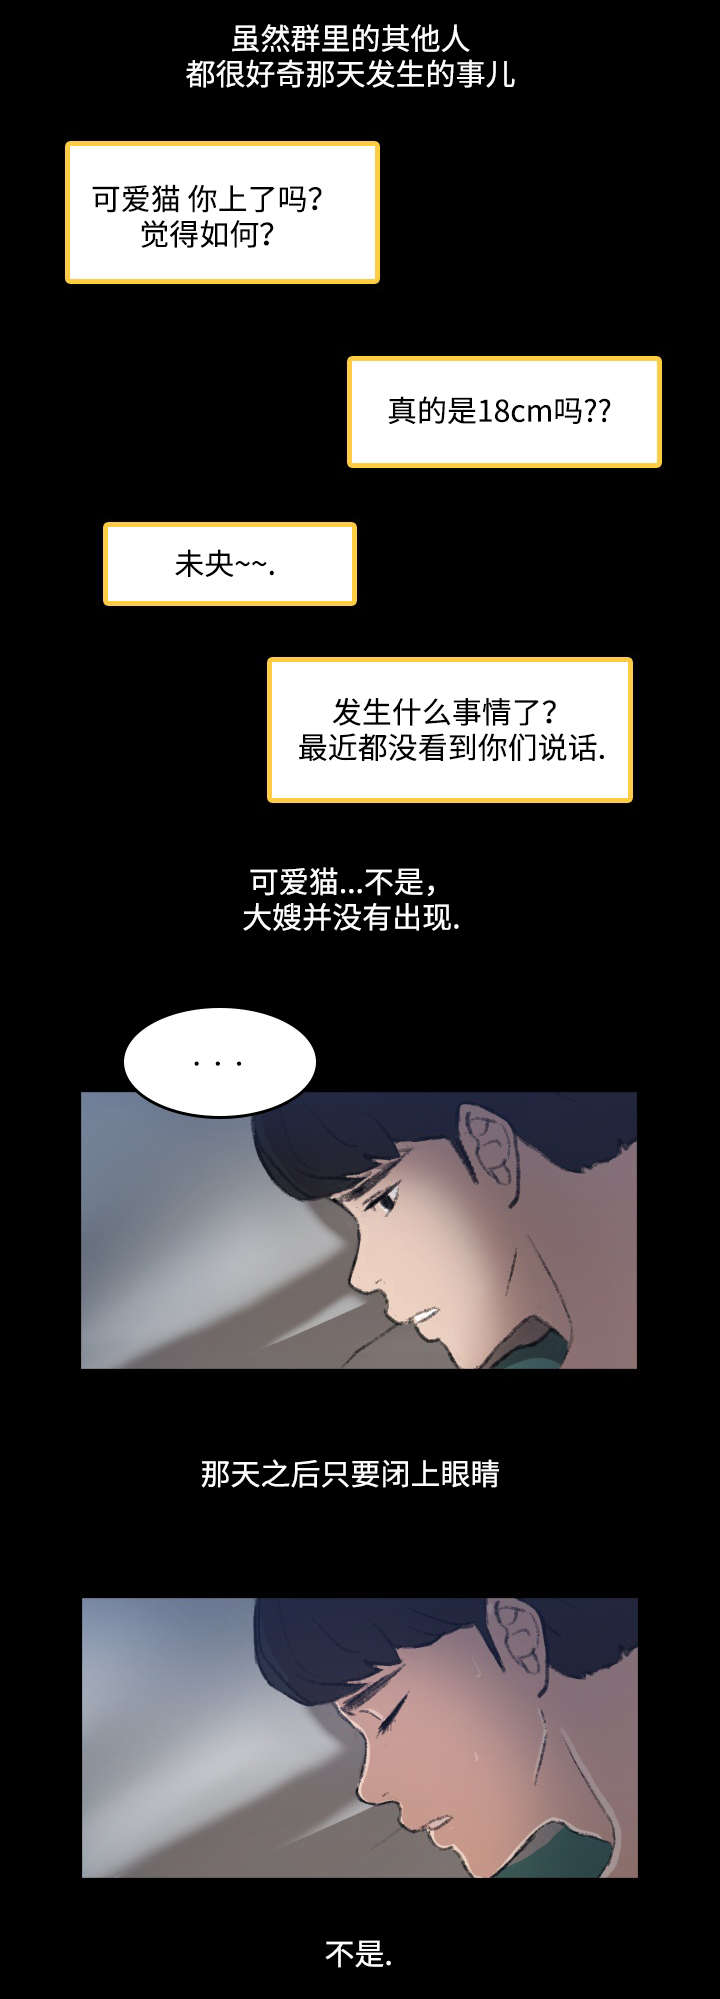 虽然群里的其他人
都很好奇那天发生的事儿
可爱猫 你上了吗？
觉得如何？
真的是18cm吗??
未央~~.
发生什么事情了？
最近都没看到你们说话.
可爱猫...不是，
大嫂并没有出现.
...
那天之后只要闭上眼睛
不是.